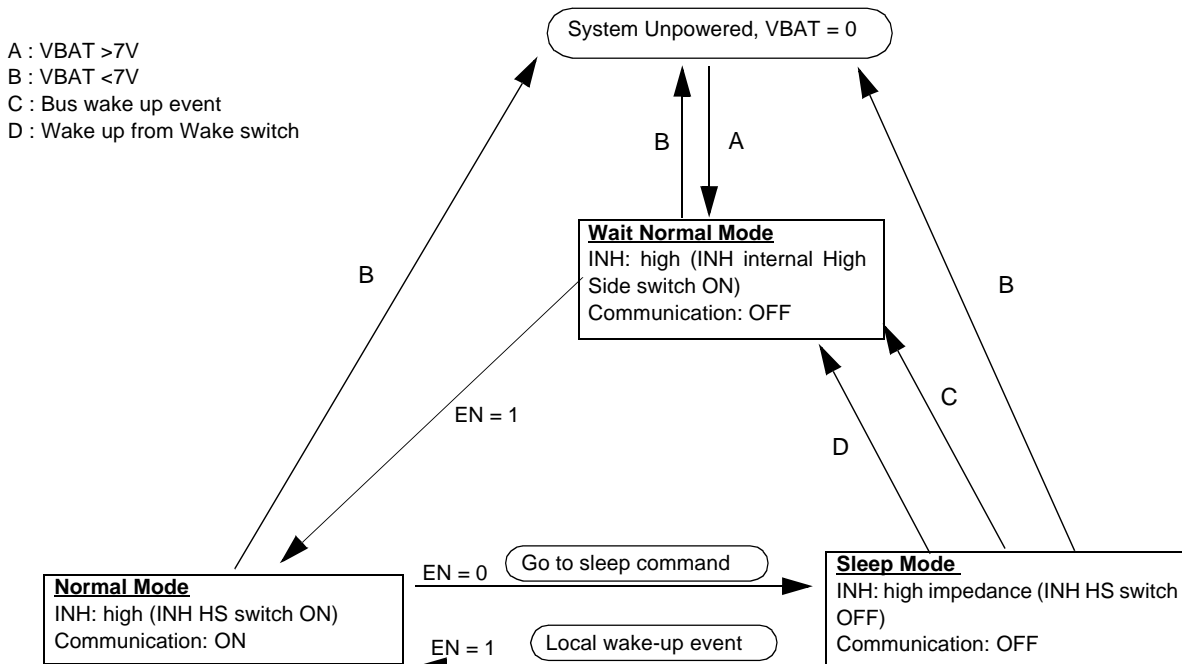 System Unpowered, VBAT = 0
A : VBAT >7V
B : VBAT <7V
C : Bus wake up event
D : Wake up from Wake switch
B
A
Wait Normal Mode
INH: high (INH internal High
Side switch ON)
Communication: OFF
B
B
EN = 1
C
D
Normal Mode
INH: high (INH HS switch ON)
Communication: ON
EN = 0
Go to sleep command
EN = 1
Local wake-up event
Sleep Mode
INH: high impedance (INH HS switch
OFF)
Communication: OFF